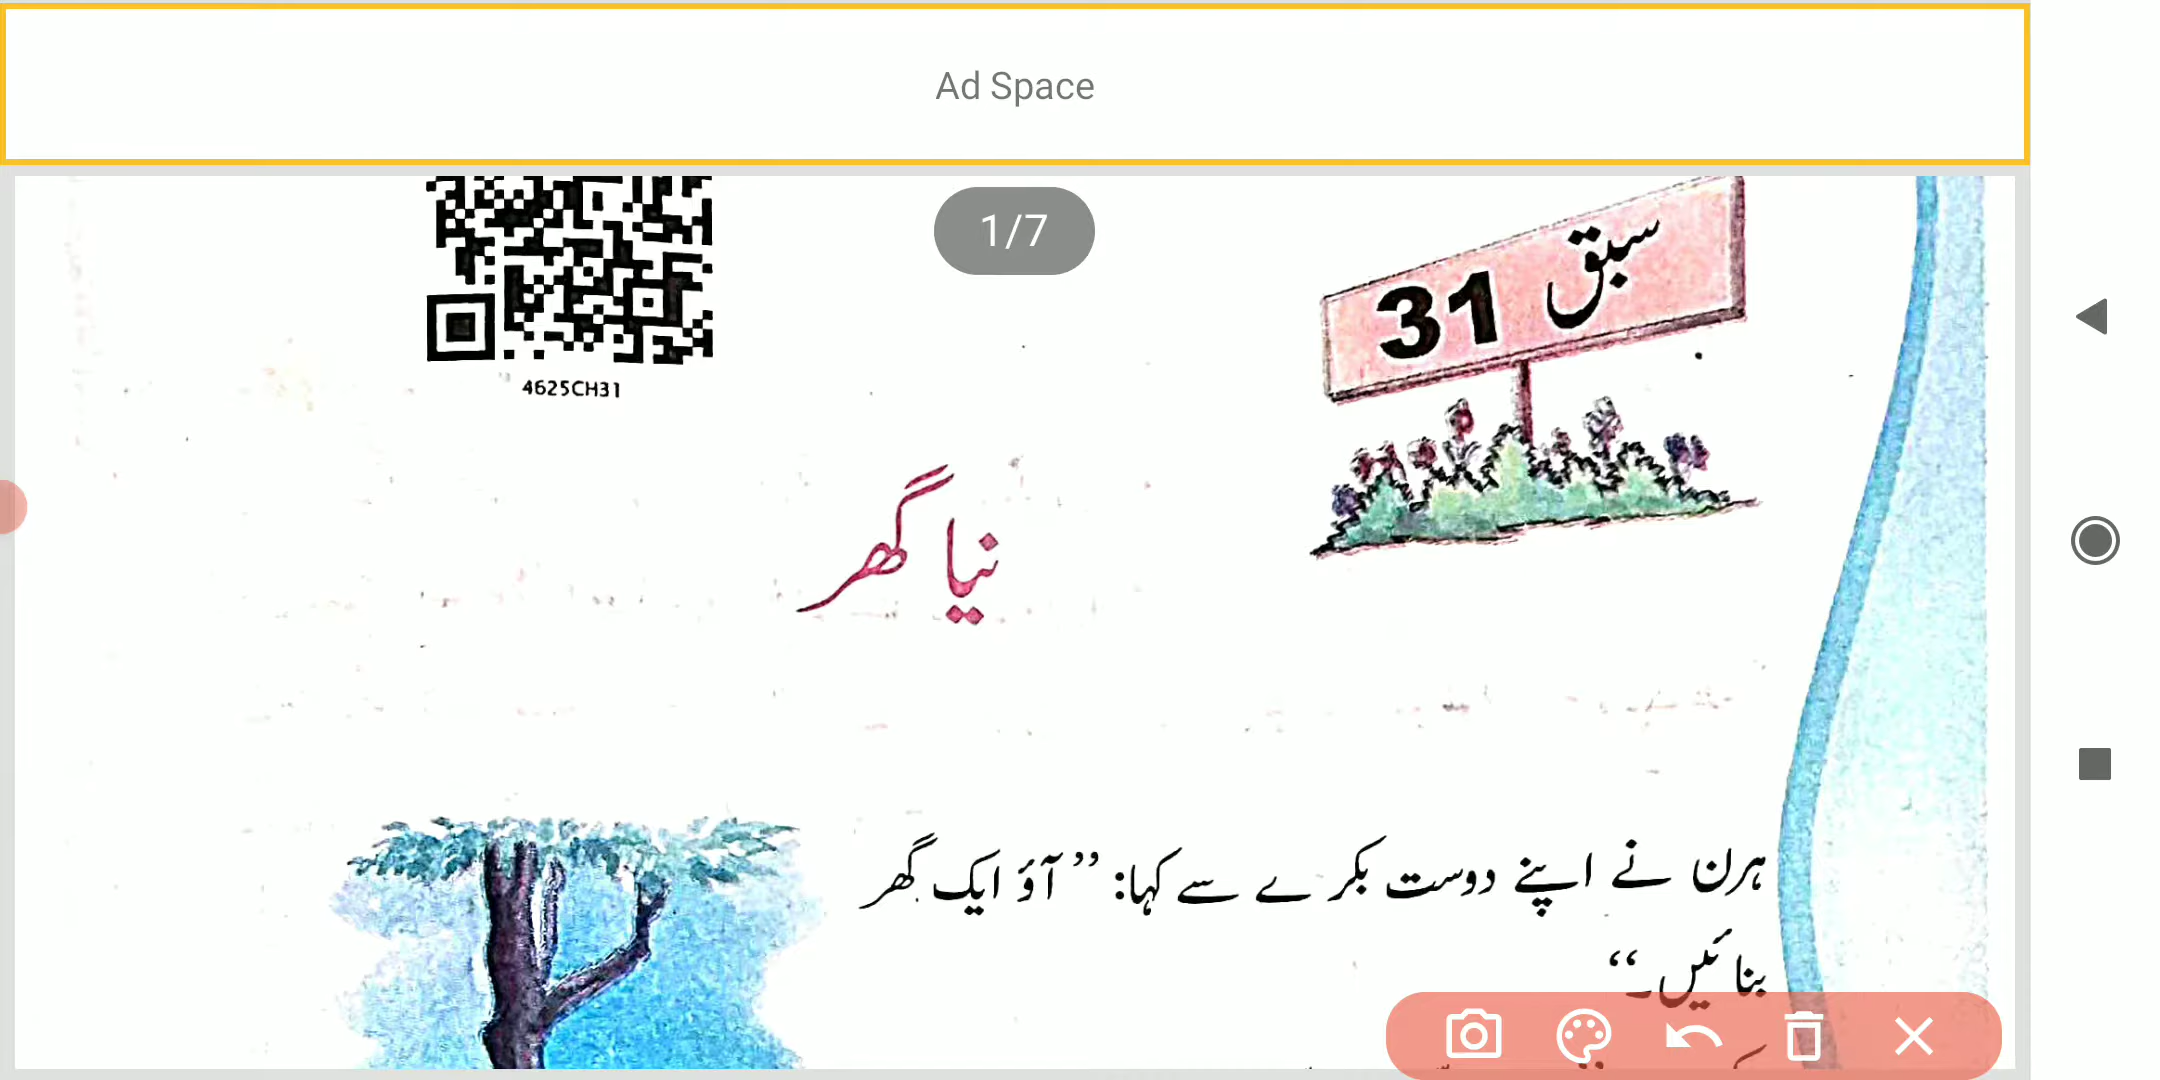 Ad Space
1/7
سبق 31
4625CH31
نیا گھر
ہرن نے اپنے دوست بکرے سے کہا: ”آؤ ایک گھر
بنائیں۔“